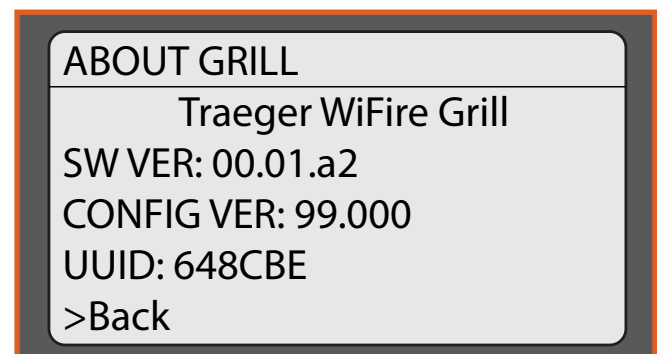 ABOUT GRILL
Traeger WiFire Grill
SW VER: 00.01.a2
CONFIG VER: 99.000
UUID: 648CBE
>Back